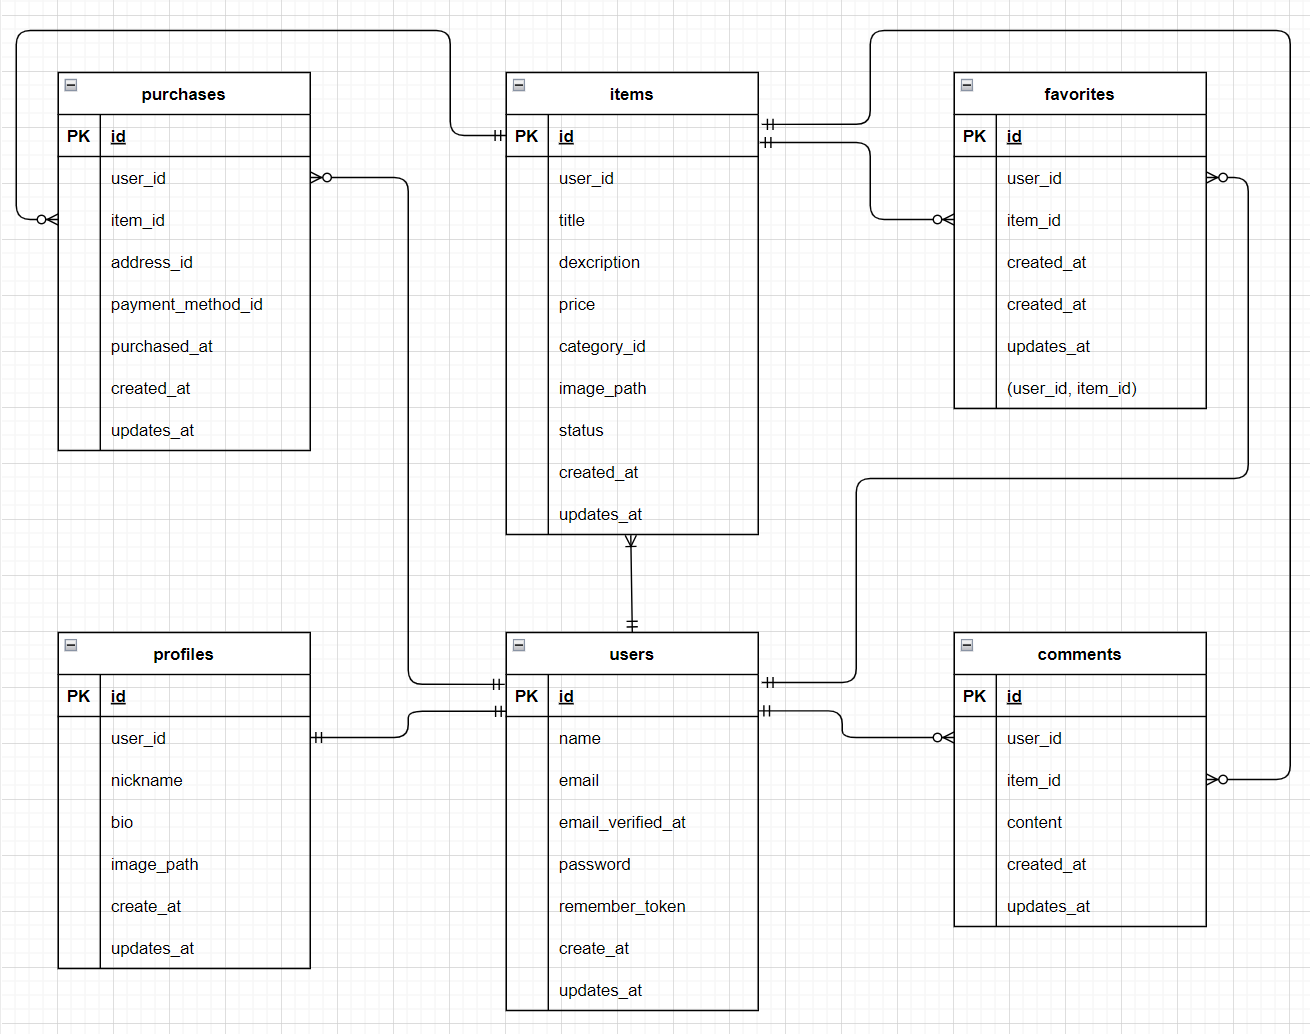 purchases
PK id
user_id
item_id
address_id
payment_method_id
purchased_at
created_at
updates_at
items
PK id
user_id
title
dexcription
price
category_id
image_path
status
created_at
updates_at
favorites
PK id
user_id
item_id
created_at
created_at
updates_at
(user_id, item_id)
profiles
PK id
user_id
nickname
bio
image_path
create_at
updates_at
users
PK id
name
email
email_verified_at
password
remember_token
create_at
updates_at
comments
PK id
user_id
item_id
content
created_at
updates_at